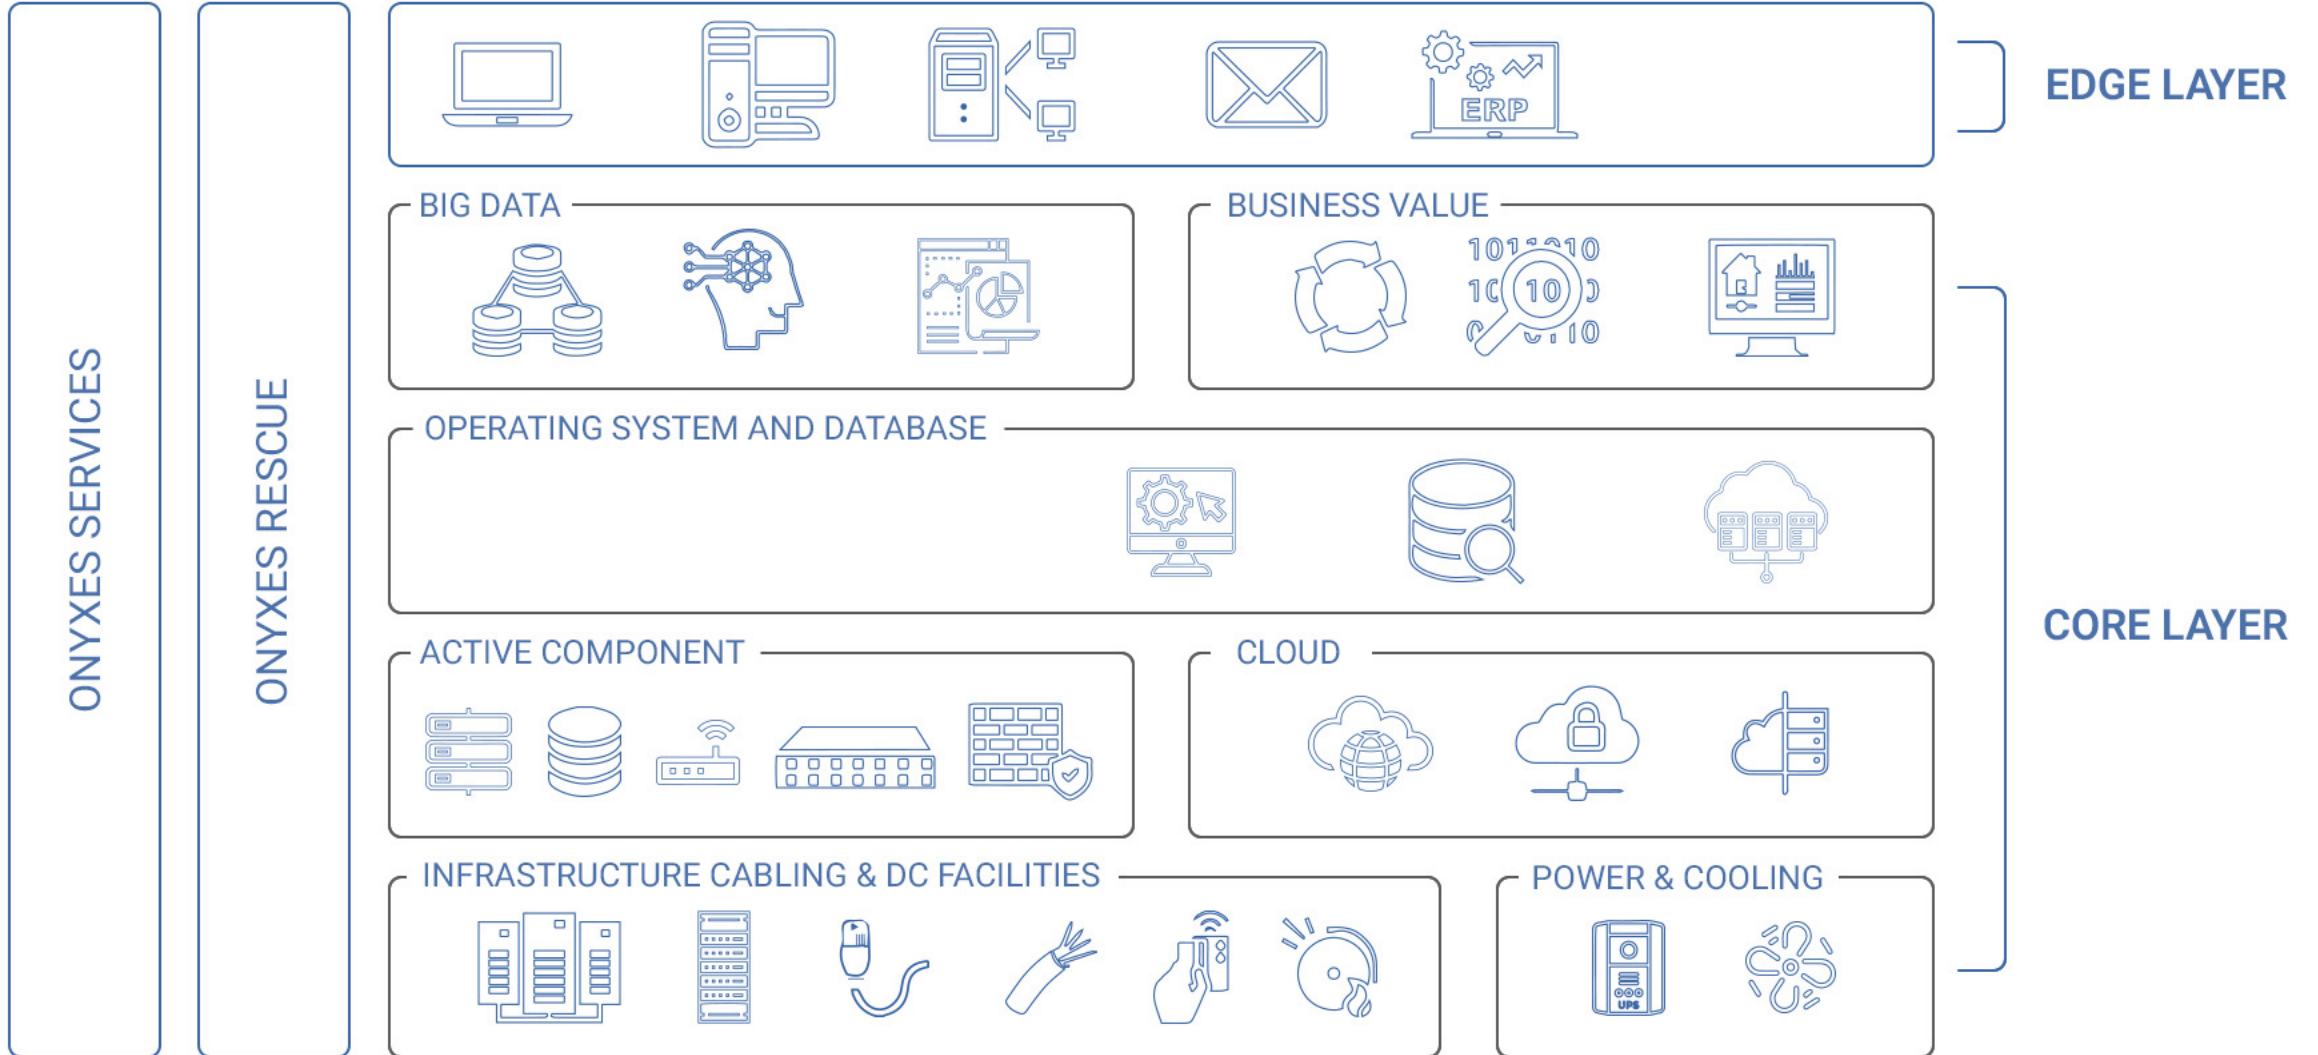 ONYXES SERVICES
ONYXES RESCUE
ERP
EDGE LAYER
BIG DATA
BUSINESS VALUE
10
OPERATING SYSTEM AND DATABASE
CORE LAYER
ACTIVE COMPONENT
CLOUD
INFRASTRUCTURE CABLING & DC FACILITIES
POWER & COOLING
UPS